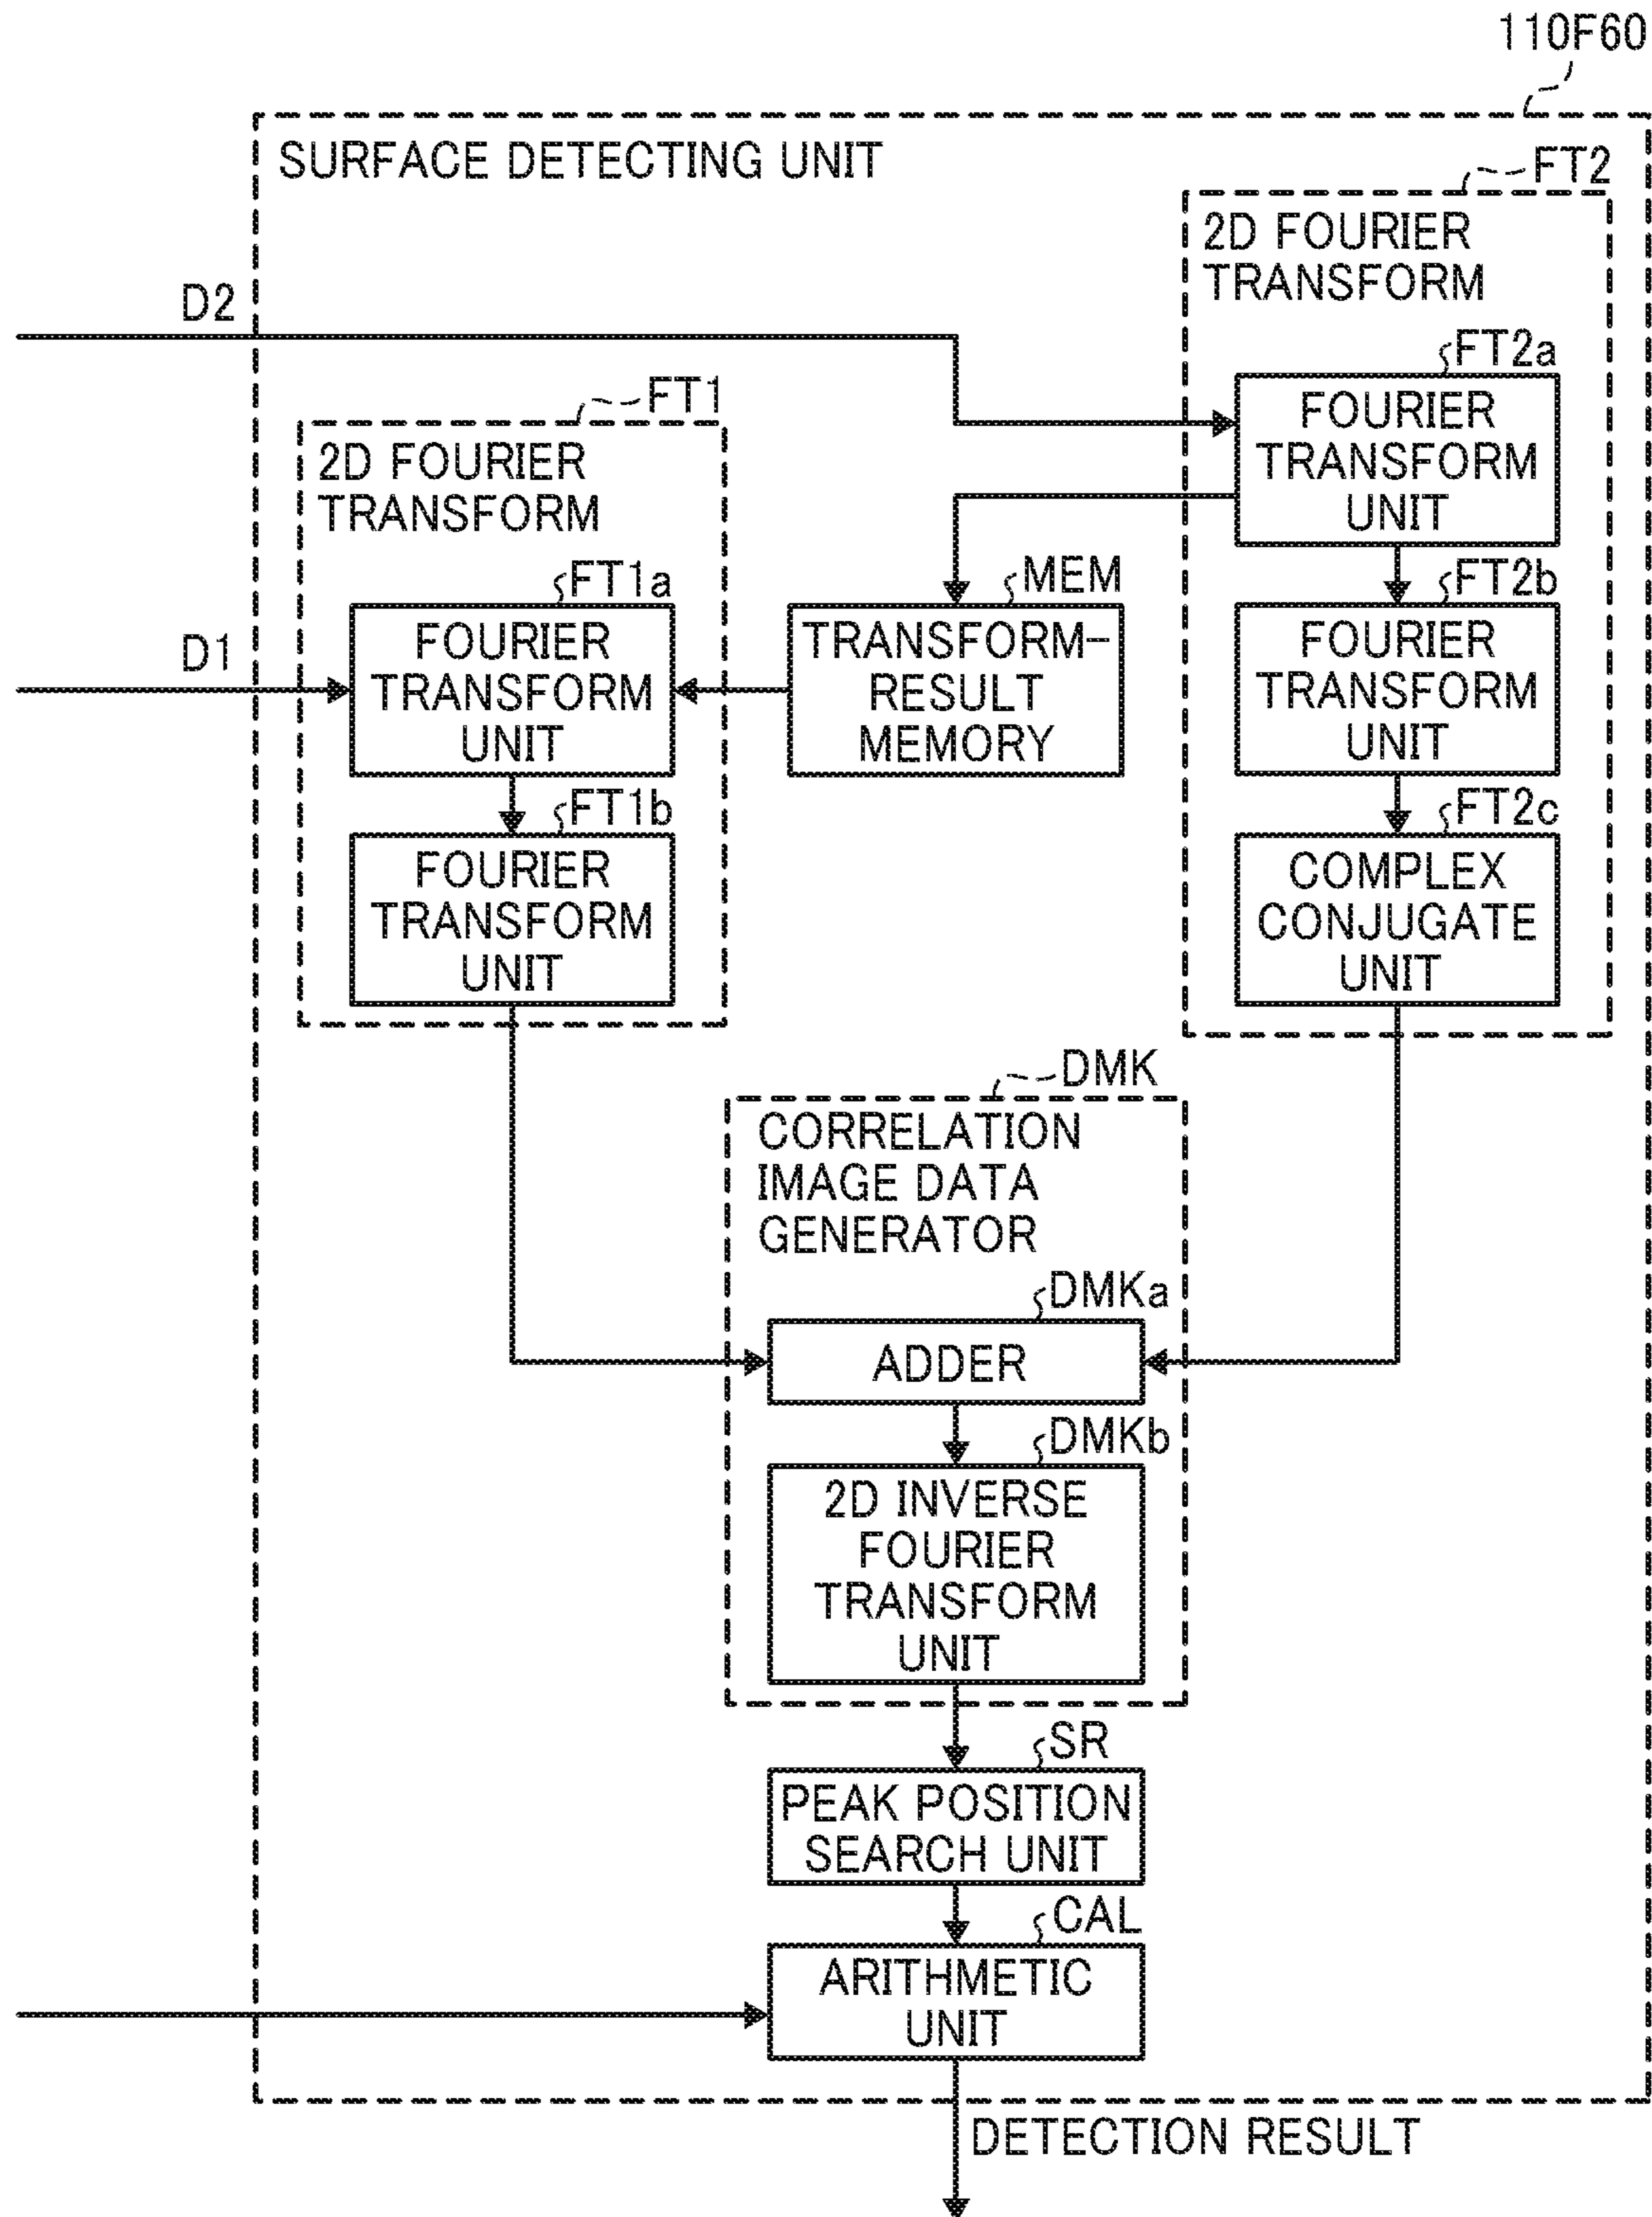 110F60
SURFACE DETECTING UNIT
FT2
2D FOURIER
TRANSFORM
D2
FT2a
FOURIER
TRANSFORM
UNIT
FT1
2D FOURIER
TRANSFORM
FT1a
FOURIER
TRANSFORM
UNIT
D1
MEM
TRANSFORM-
RESULT
MEMORY
FT2b
FOURIER
TRANSFORM
UNIT
FT1b
FOURIER
TRANSFORM
UNIT
FT2c
COMPLEX
CONJUGATE
UNIT
DMK
CORRELATION
IMAGE DATA
GENERATOR
DMKa
ADDER
DMKb
2D INVERSE
FOURIER
TRANSFORM
UNIT
SR
PEAK POSITION
SEARCH UNIT
CAL
ARITHMETIC
UNIT
DETECTION RESULT